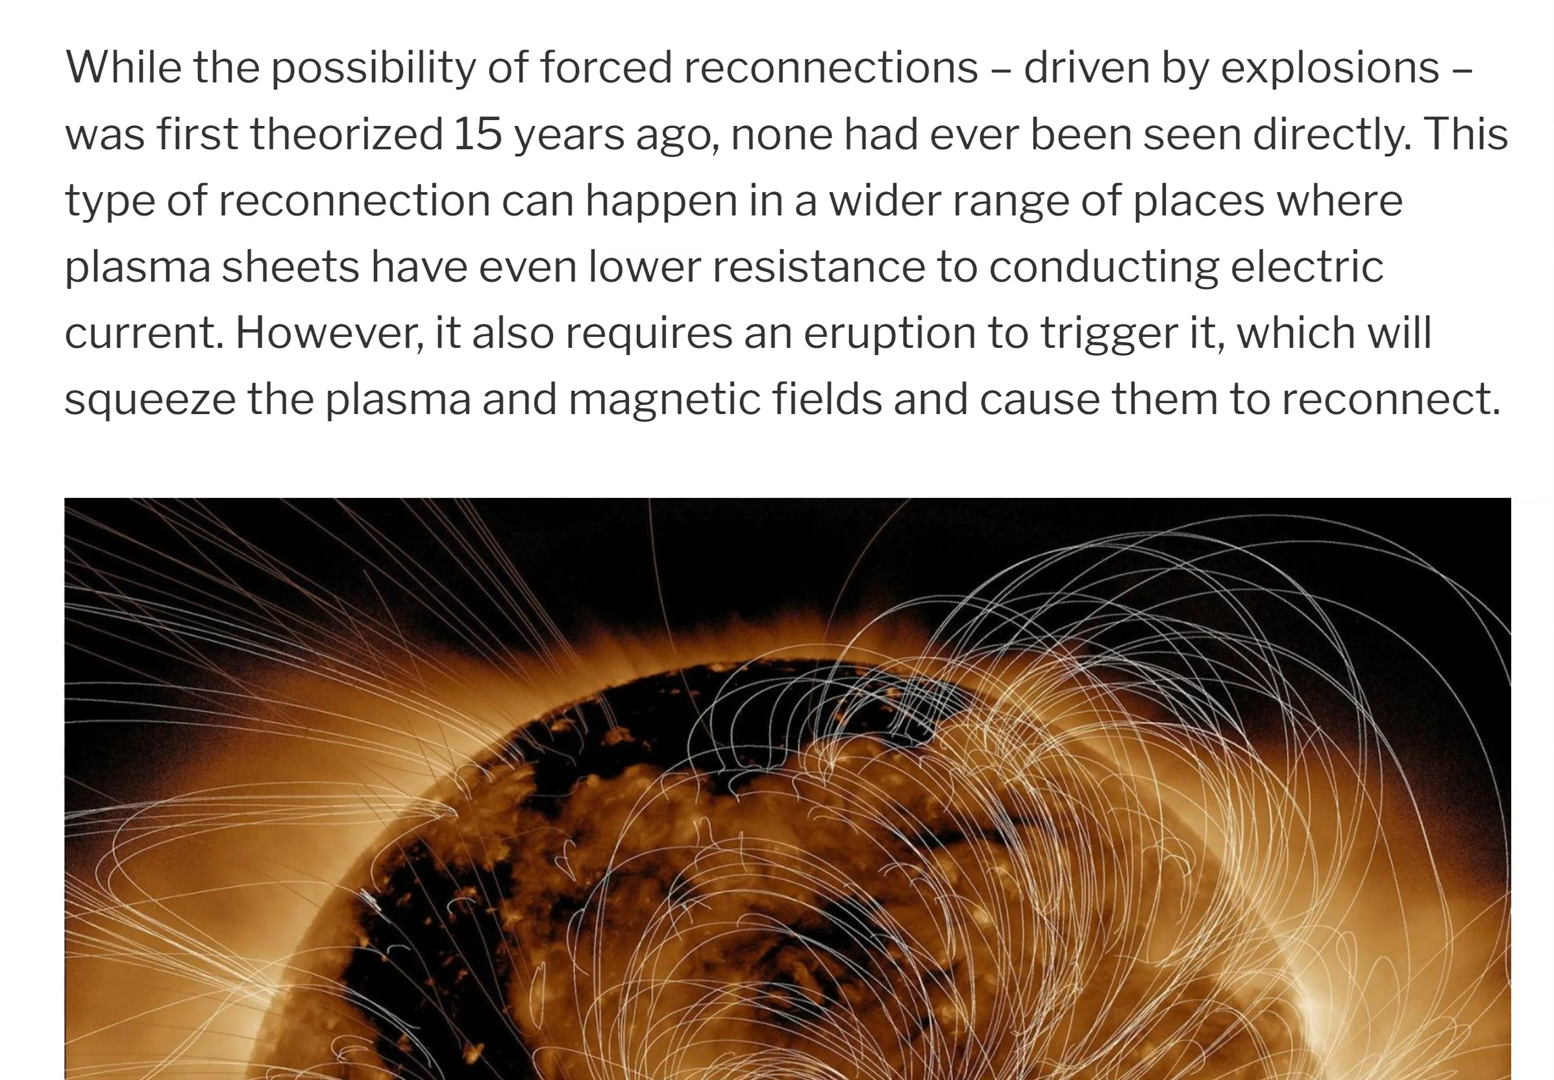 While the possibility of forced reconnections – driven by explosions –
was first theorized 15 years ago, none had ever been seen directly. This
type of reconnection can happen in a wider range of places where
plasma sheets have even lower resistance to conducting electric
current. However, it also requires an eruption to trigger it, which will
squeeze the plasma and magnetic fields and cause them to reconnect.